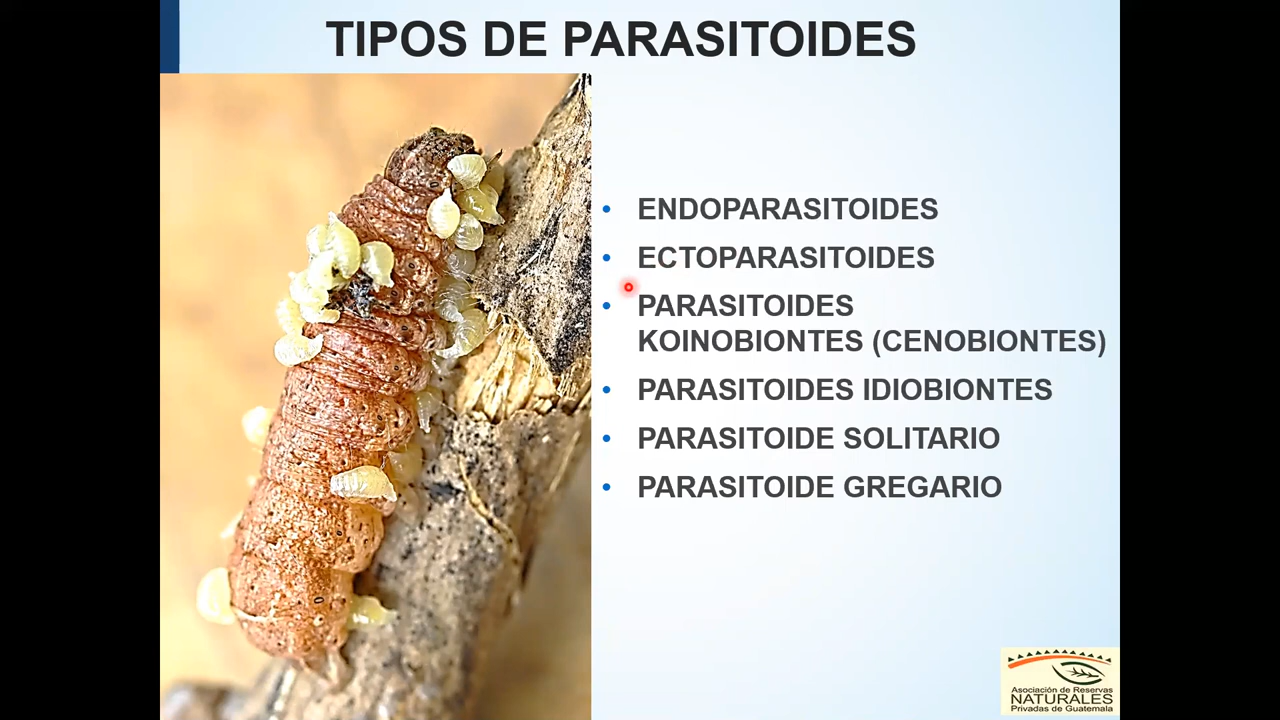 TIPOS DE PARASITOIDES
• ENDOPARASITOIDES
• ECTOPARASITOIDES
• PARASITOIDES
KOINOBIONTES (CENOBIONTES)
• PARASITOIDES IDIOBIONTES
• PARASITOIDE SOLITARIO
• PARASITOIDE GREGARIO
Asociación de Reservas
NATURALES
Privadas de Guatemala